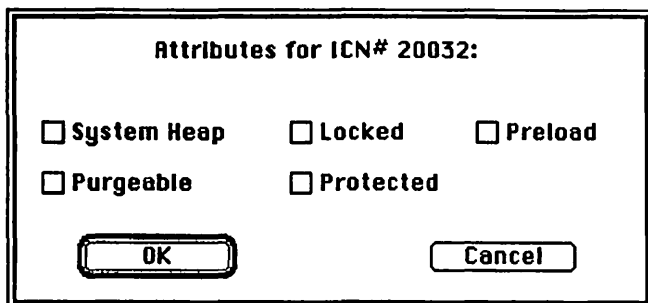 Attributes for ICN# 20032:
System Heap Locked Preload
Purgeable Protected
OK Cancel